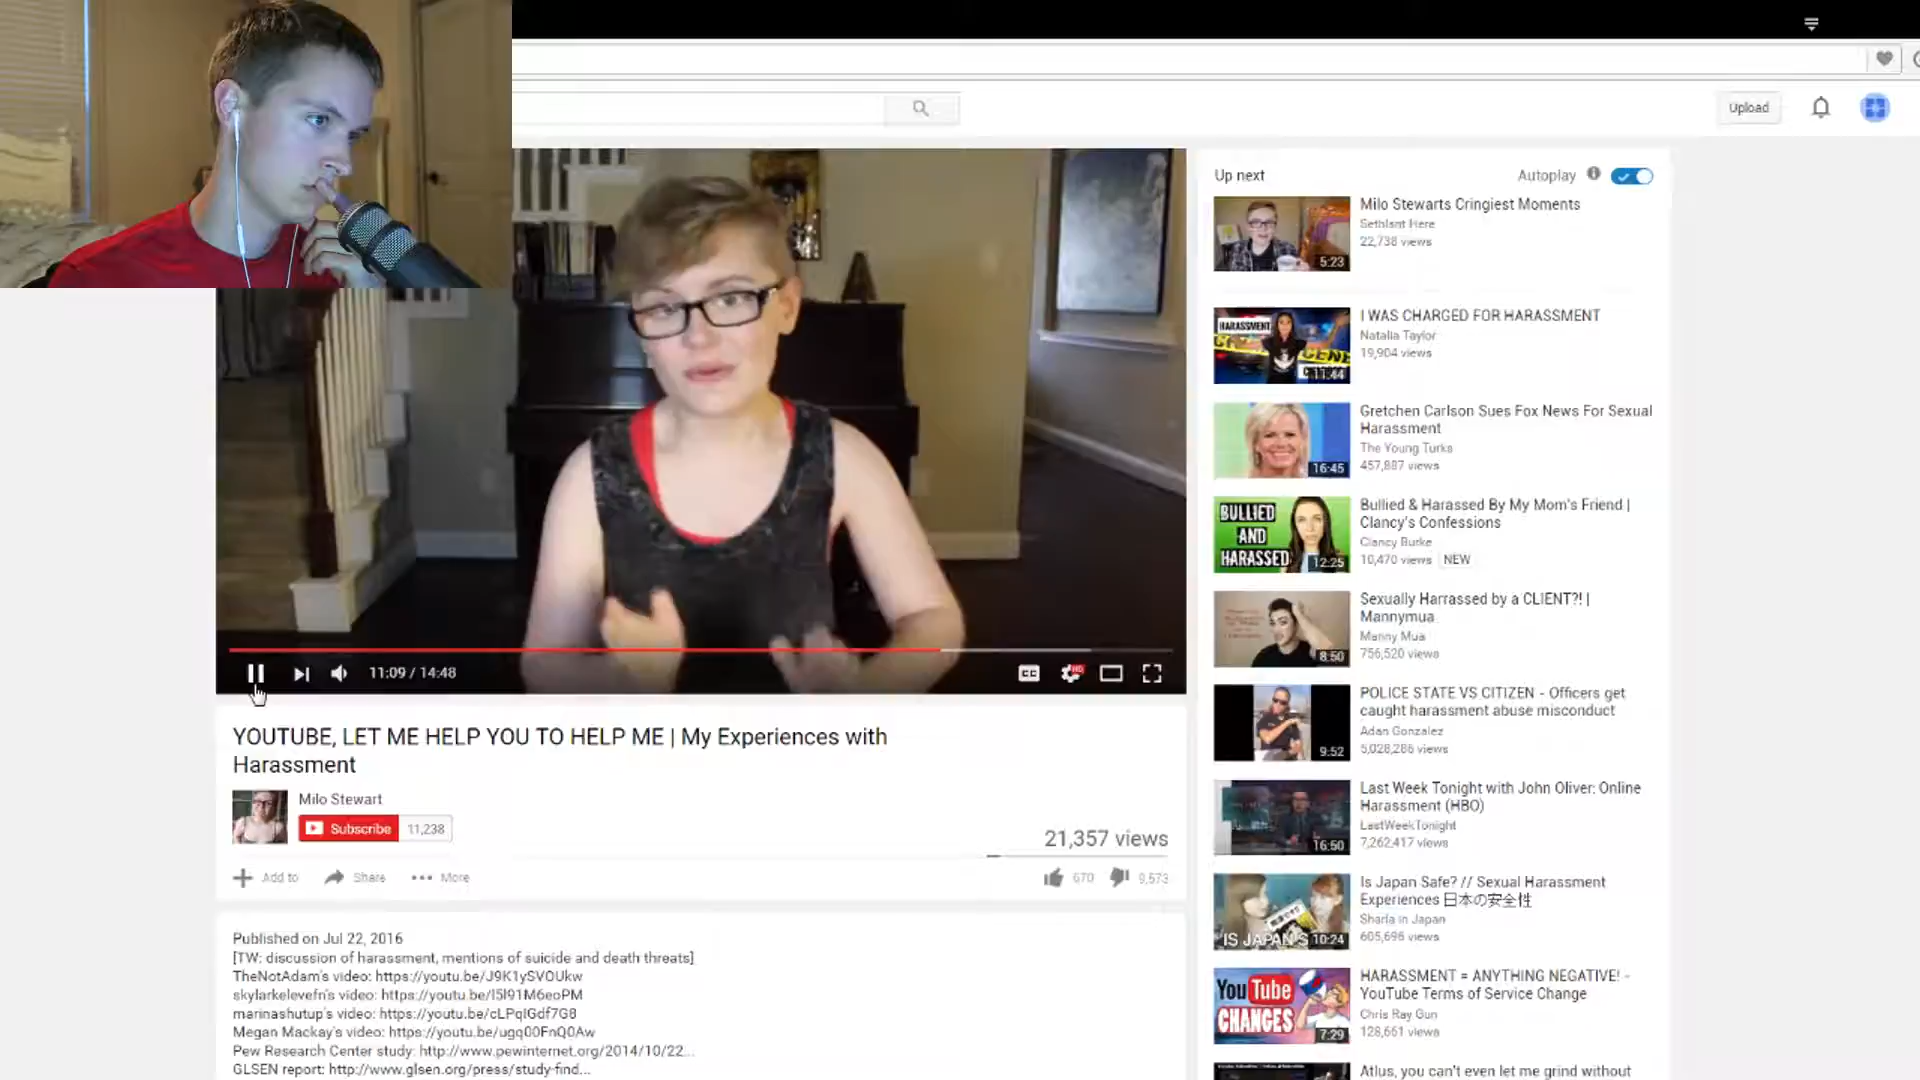 Upload
Up next
Autoplay
Milo Stewarts Cringiest Moments
22,738 views
5:23
HARASSMENT
I WAS CHARGED FOR HARASSMENT
Natalia Taylor
19,904 views
Gretchen Carlson Sues Fox News For Sexual
Harassment
The Young Turks
457,887 views
16:45
BULLIED
AND
HARASSED
12:25
Bullied & Harassed By My Mom's Friend |
Clancy's Confessions
Clancy Burke
10,470 views NEW
Sexually Harrassed by a CLIENT?! |
Mannymua
Manny Mua
756,520 views
8:50
POLICE STATE VS CITIZEN - Officers get
caught harassment abuse misconduct
Adan Gonzalez
5,028,286 views
9:52
Last Week Tonight with John Oliver: Online
Harassment (HBO)
LastWeekTonight
7,262,417 views
16:50
Is Japan Safe? // Sexual Harassment
Experiences 日本の安全性
Sharla in Japan
605,696 views
IS JAPAN
10:24
HARASSMENT = ANYTHING NEGATIVE! -
YouTube Terms of Service Change
Chris Ray Gun
128,661 views
YouTube
CHANGES
7:29
Atlus, you can't even let me grind without
CC
HD
11:09 / 14:48
YOUTUBE, LET ME HELP YOU TO HELP ME | My Experiences with
Harassment
Milo Stewart
Subscribe 11,238
21,357 views
Add to Share More
670 9,573
Published on Jul 22, 2016
[TW: discussion of harassment, mentions of suicide and death threats]
TheNotAdam's video: https://youtu.be/J9K1ySVOUkw
skylarkeleven's video: https://youtu.be/I5I91M6eoPM
marinashutup's video: https://youtu.be/cLPqIGdf7G8
Megan Mackay's video: https://youtu.be/ugq00FnQ0Aw
Pew Research Center study: http://www.pewinternet.org/2014/10/22...
GLSEN report: http://www.glsen.org/press/study-find...